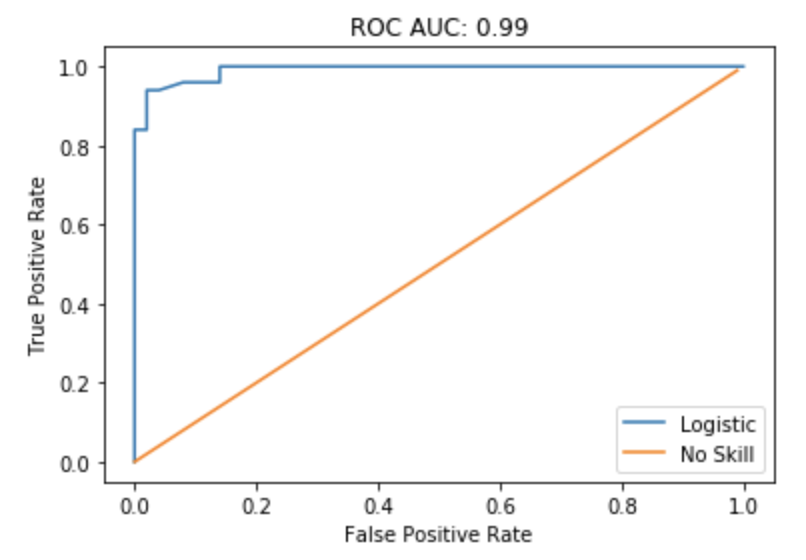 ROC AUC: 0.99
True Positive Rate
1.0
0.8
0.6
0.4
0.2
0.0
Logistic
No Skill
0.0 0.2 0.4 0.6 0.8 1.0
False Positive Rate